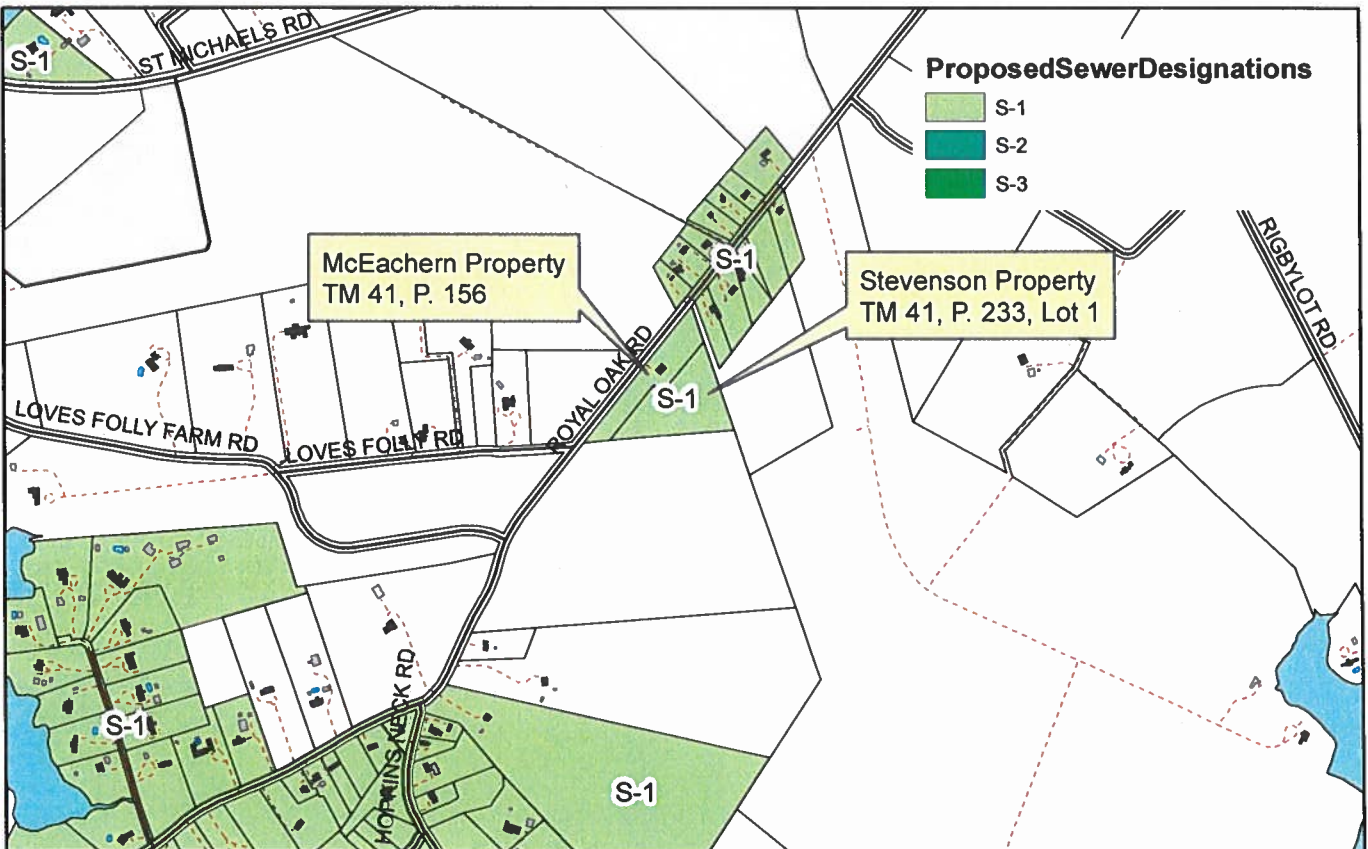 S-1
ST MICHAELS RD
ProposedSewerDesignations
S-1
S-2
S-3
McEachern Property
TM 41, P. 156
S-1
Stevenson Property
TM 41, P. 233, Lot 1
RIGBYLOT RD
ROYAL OAK RD
S-1
LOVES FOLLY FARM RD
LOVES FOLLY RD
S-1
HOPKINS NECK RD
S-1